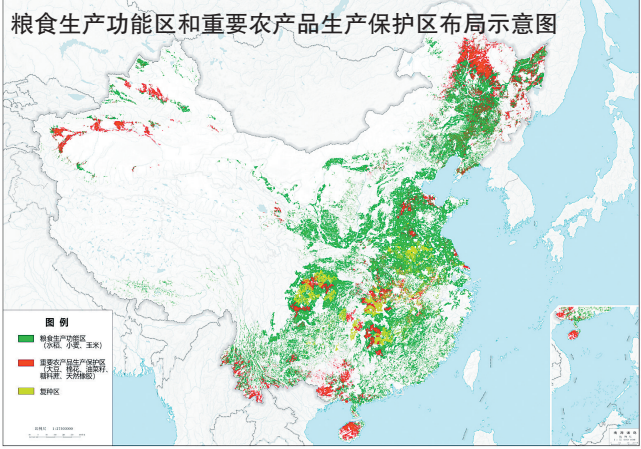 粮食生产功能区和重要农产品生产保护区布局示意图
图 例
粮食生产功能区
（水稻、小麦、玉米）
重要农产品生产保护区
（大豆、棉花、油菜籽、
糖料蔗、天然橡胶）
复种区